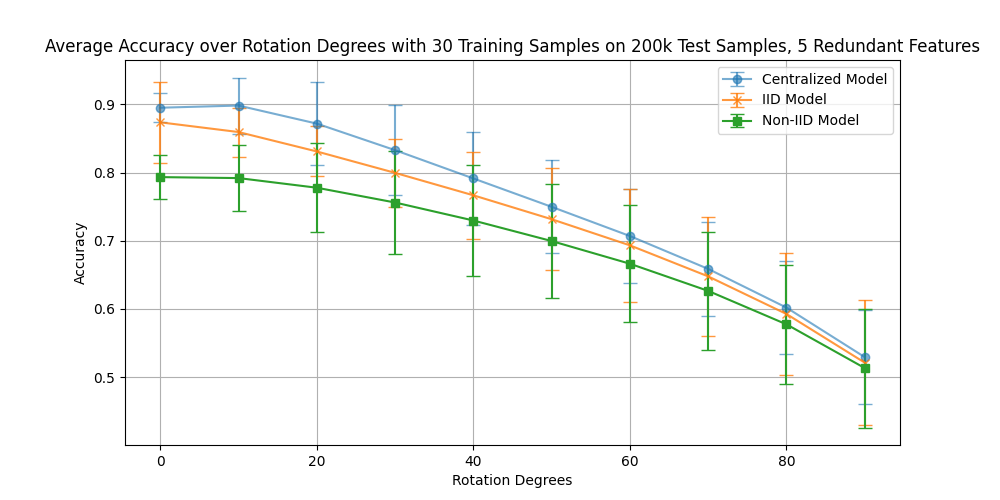 Average Accuracy over Rotation Degrees with 30 Training Samples on 200k Test Samples, 5 Redundant Features
Centralized Model
IID Model
Non-IID Model
Accuracy
0.9
0.8
0.7
0.6
0.5
0 20 40 60 80
Rotation Degrees